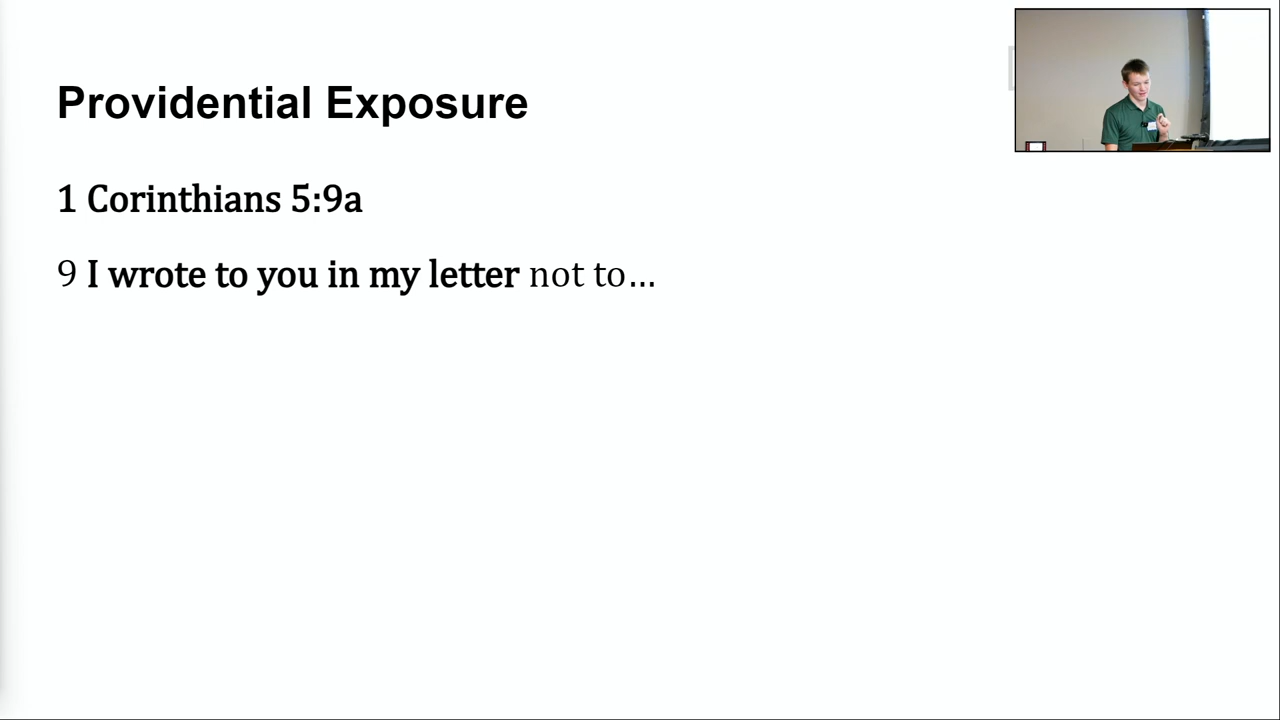 Providential Exposure
1 Corinthians 5:9a
9 I wrote to you in my letter not to…